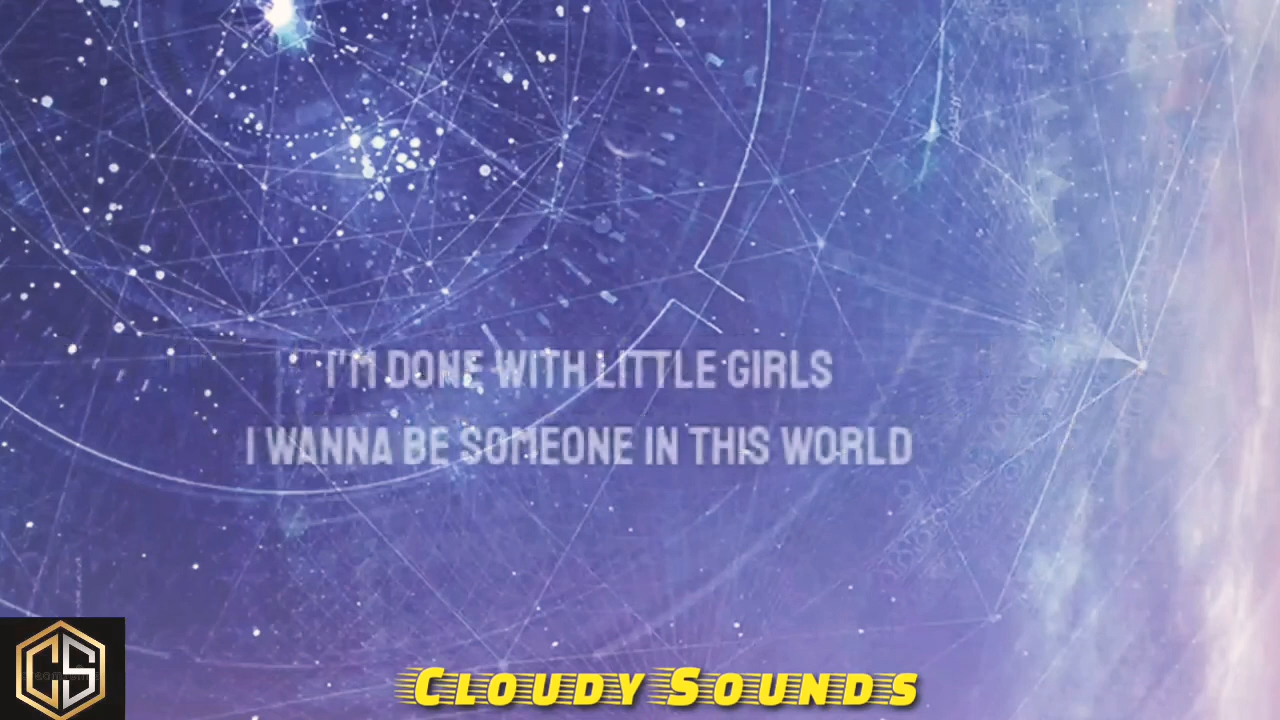 I'M DONE WITH LITTLE GIRLS
I WANNA BE SOMEONE IN THIS WORLD
CS
CLOUDY SOUNDS